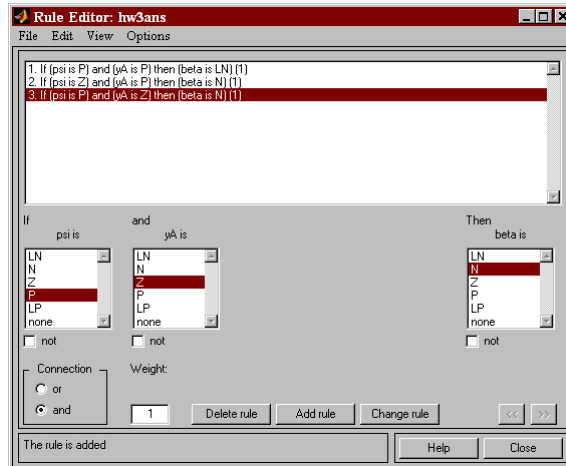 Rule Editor: hw3ans
File Edit View Options
1. If (psi is P) and (yA is P) then (beta is LN) (1)
2. If (psi is Z) and (yA is P) then (beta is N) (1)
3. If (psi is P) and (yA is Z) then (beta is N) (1)
If and Then
psi is yA is beta is
LN LN LN
N N N
Z Z Z
P P P
LP LP LP
none none none
not not not
Connection Weight:
or
and 1 Delete rule Add rule Change rule << >>
The rule is added Help Close